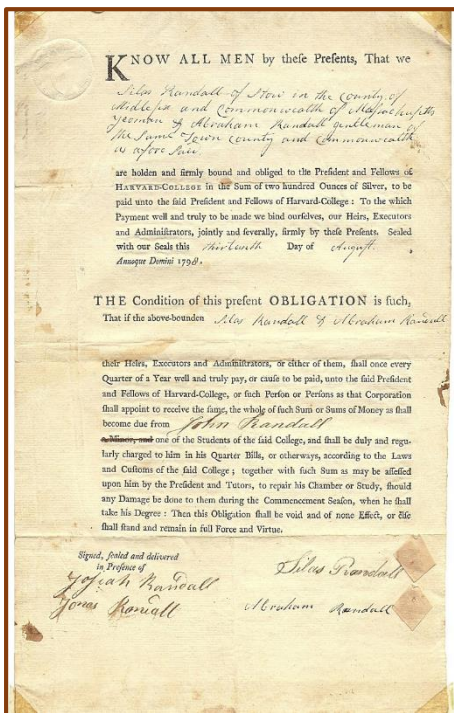 KNOW ALL MEN by theſe Preſents, That we
Silas Randall of Stow in the County of
Middleſex and Commonwealth of Maſsachuſetts
yeoman & Abraham Randall gentleman of
the Same Town County and Commonwealth
as afore Said
are holden and firmly bound and obliged to the Preſident and Fellows of
HARVARD-COLLEGE in the Sum of two hundred Ounces of Silver, to be
paid unto the ſaid Preſident and Fellows of Harvard-College : To the which
Payment well and truly to be made we bind ourſelves, our Heirs, Executors
and Adminiſtrators, jointly and ſeverally, firmly by theſe Preſents. Sealed
with our Seals this thirteenth Day of Auguſt.
Annoque Domini 1798.
THE Condition of this preſent OBLIGATION is ſuch,
That if the above-bounden Silas Randall & Abraham Randall
their Heirs, Executors and Adminiſtrators, or either of them, ſhall once every
Quarter of a Year well and truly pay, or cauſe to be paid, unto the ſaid Preſident
and Fellows of Harvard-College, or ſuch Perſon or Perſons as that Corporation
ſhall appoint to receive the ſame, the whole of ſuch Sum or Sums of Money as ſhall
become due from John Randall
a Minor, and one of the Students of the ſaid College, and ſhall be duly and regu-
larly charged to him in his Quarter Bills, or otherways, according to the Laws
and Cuſtoms of the ſaid College ; together with ſuch Sum as may be aſſeſſed
upon him by the Preſident and Tutors, to repair his Chamber or Study, ſhould
any Damage be done to them during the Commencement Seaſon, when he ſhall
take his Degree : Then this Obligation ſhall be void and of none Effect, or elſe
ſhall ſtand and remain in full Force and Virtue.
Signed, ſealed and delivered
in Preſence of
Joſiah Randall
Jonas Randall
Silas Randall
Abraham Randall